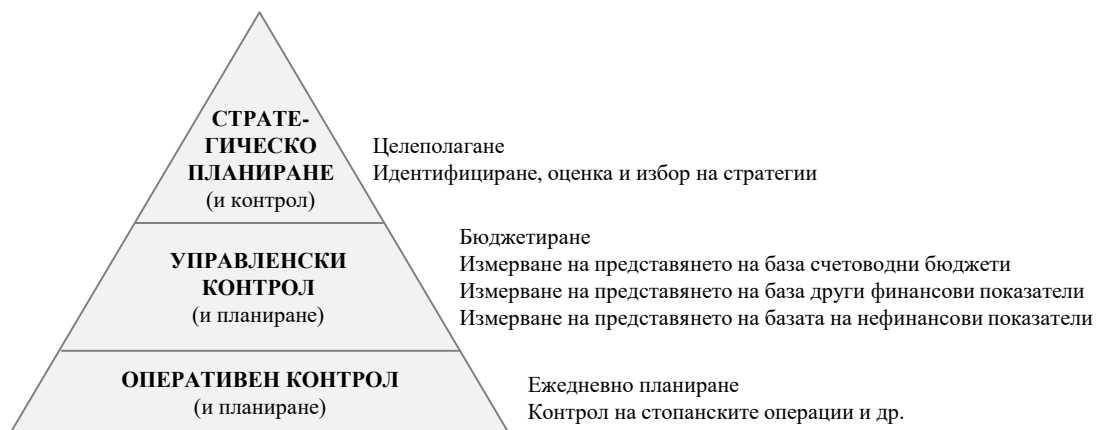 СТРАТЕ-
ГИЧЕСКО
ПЛАНИРАНЕ
(и контрол)
Целеполагане
Идентифициране, оценка и избор на стратегии
УПРАВЛЕНСКИ
КОНТРОЛ
(и планиране)
Бюджетиране
Измерване на представянето на база счетоводни бюджети
Измерване на представянето на база други финансови показатели
Измерване на представянето на базата на нефинансови показатели
ОПЕРАТИВЕН КОНТРОЛ
(и планиране)
Ежедневно планиране
Контрол на стопанските операции и др.